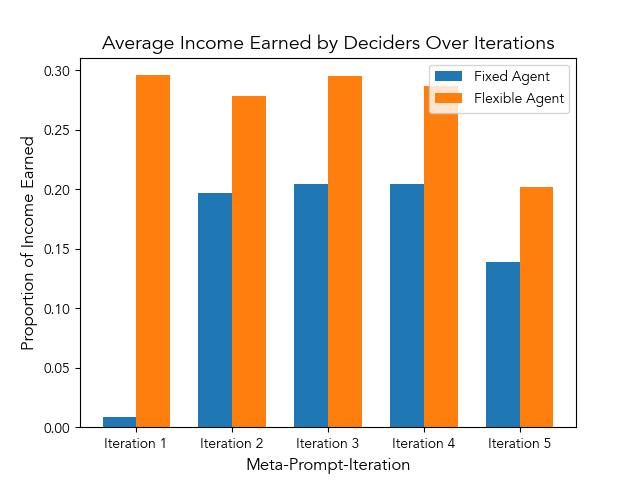 Average Income Earned by Deciders Over Iterations
Fixed Agent
Flexible Agent
Proportion of Income Earned
0.30
0.25
0.20
0.15
0.10
0.05
0.00
Iteration 1 Iteration 2 Iteration 3 Iteration 4 Iteration 5
Meta-Prompt-Iteration